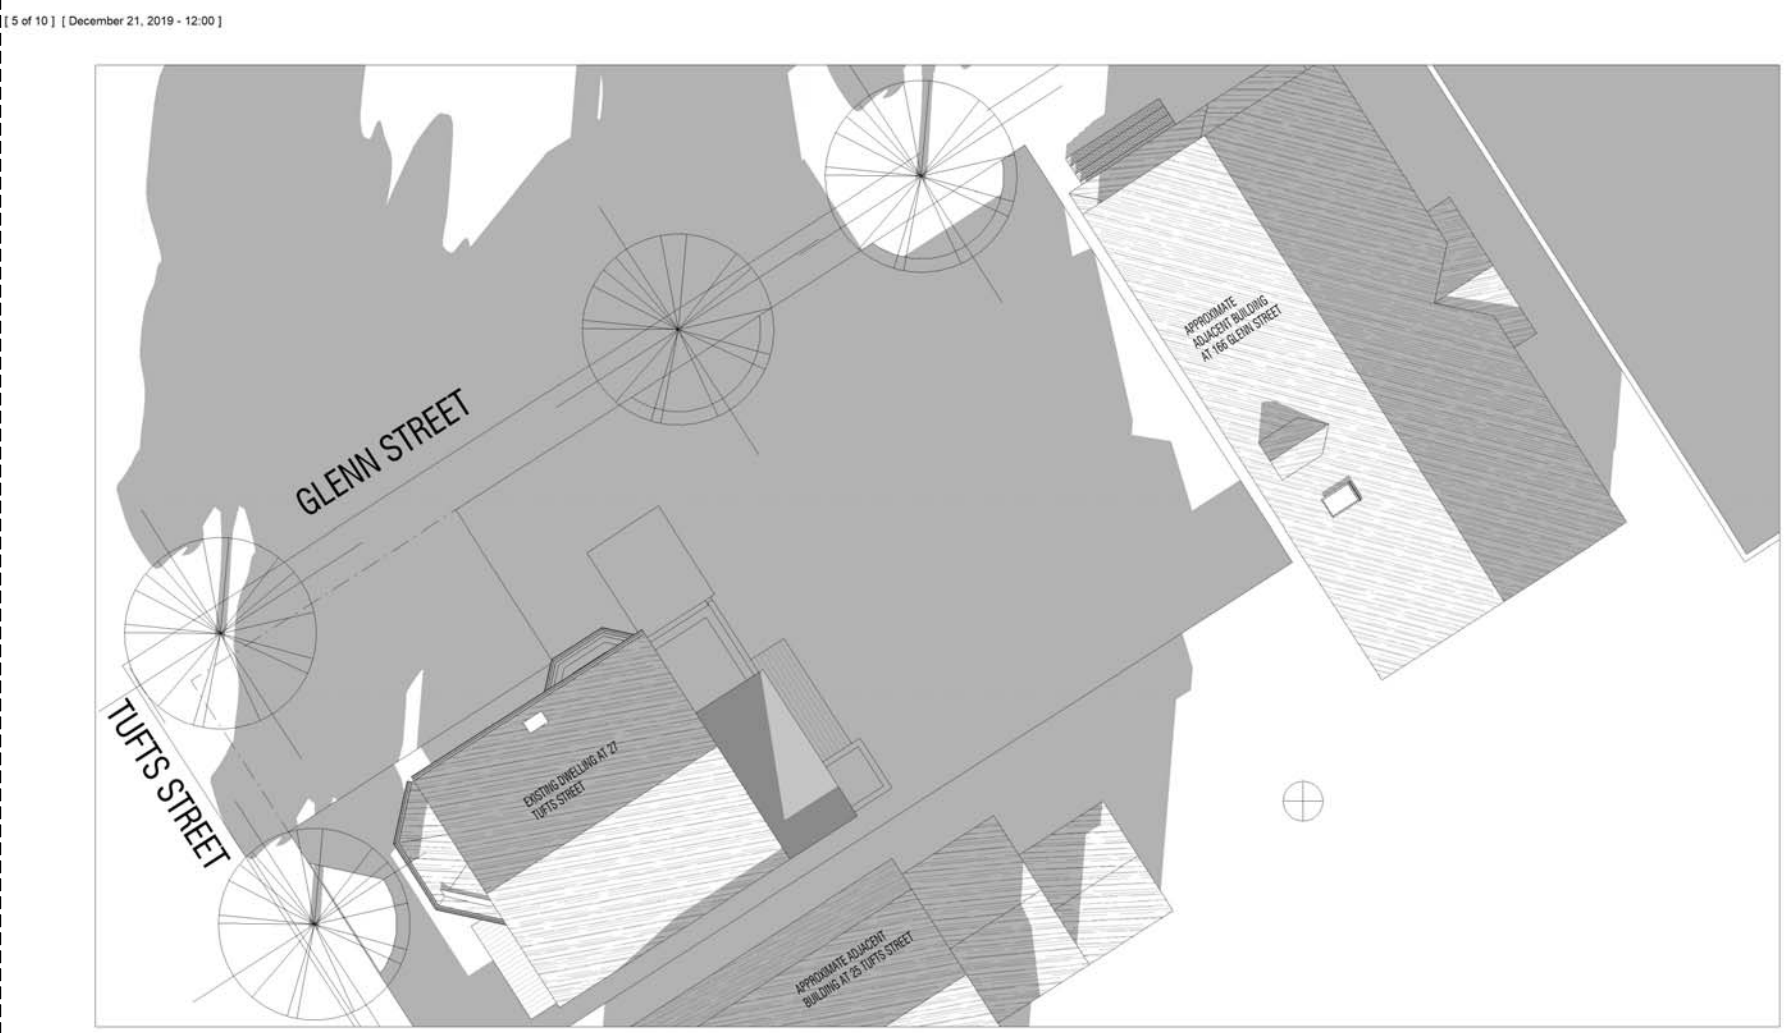 [ 5 of 10 ] [ December 21, 2019 - 12:00 ]
GLENN STREET
APPROXIMATE
ADJACENT BUILDING
AT 166 GLENN STREET
TUFTS STREET
EXISTING DWELLING AT 27
TUFTS STREET
APPROXIMATE ADJACENT
BUILDING AT 25 TUFTS STREET